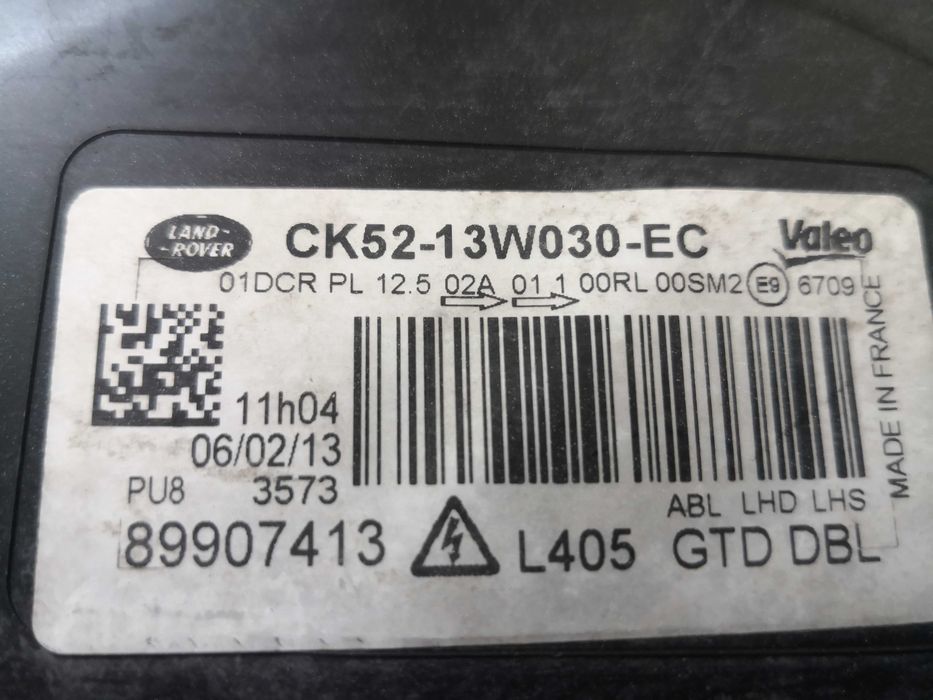 LAND-
-ROVER
CK52-13W030-EC
Valeo
01DCR PL 12.5 02A 01 1 00RL 00SM2 E9 6709
MADE IN FRANCE
11h04
06/02/13
PU8 3573
ABL LHD LHS
89907413 L405 GTD DBL